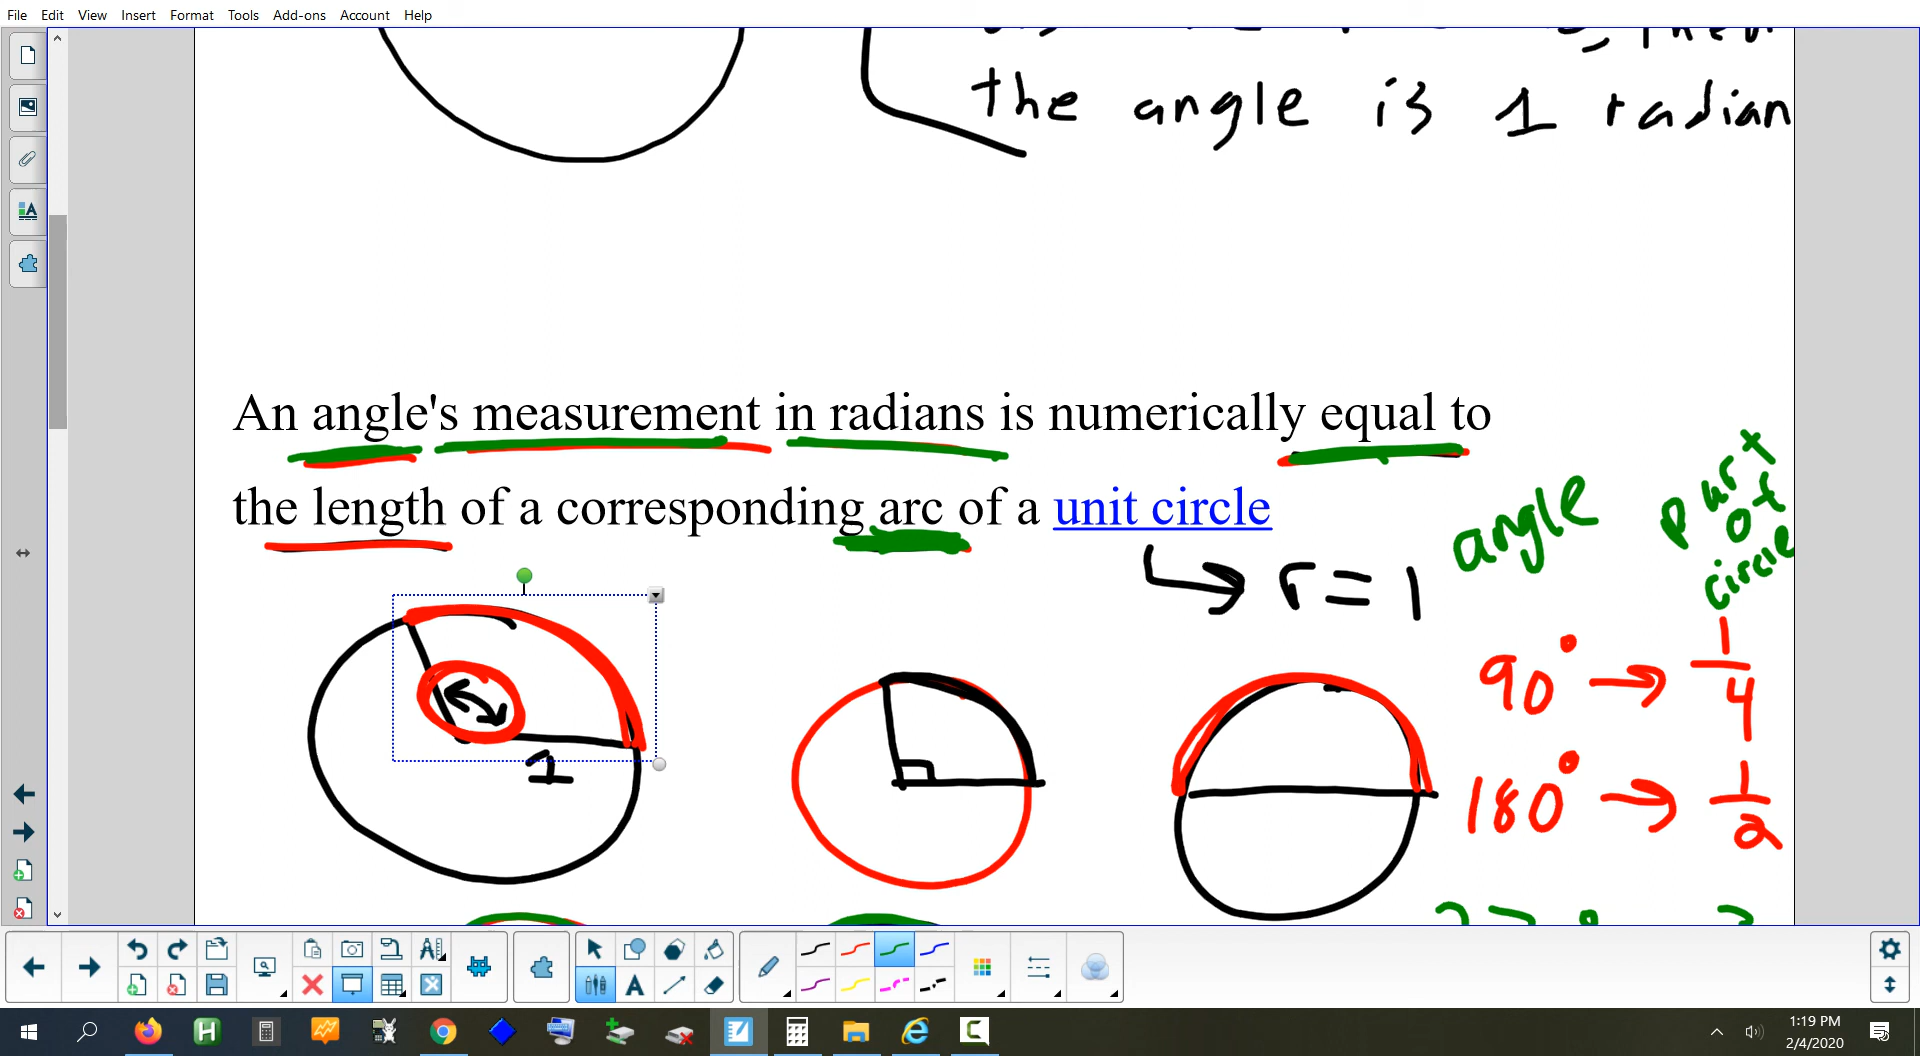 File Edit View Insert Format Tools Add-ons Account Help
the angle is 1 radian
An angle's measurement in radians is numerically equal to
the length of a corresponding arc of a unit circle
r = 1
angle
part
of
circle
90° → 1/4
180° → 1/2
1
1:19 PM
2/4/2020